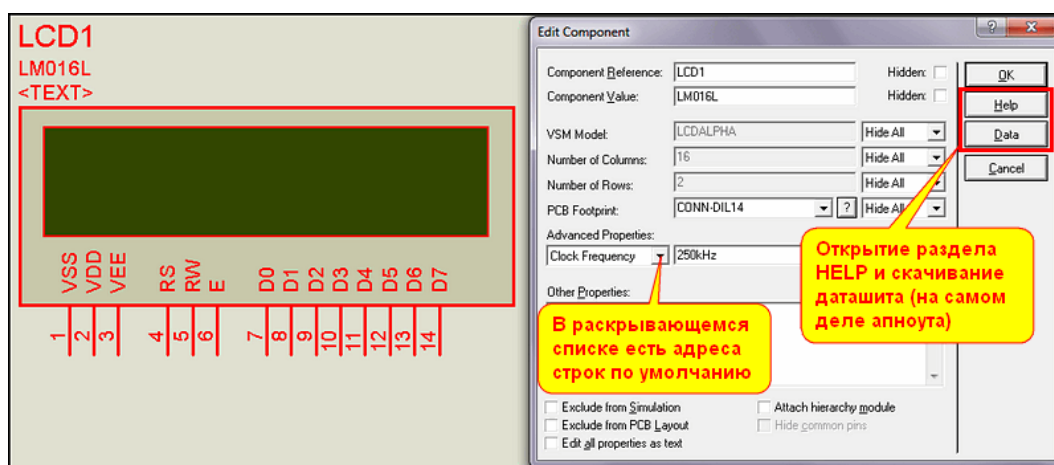 LCD1
LM016L
<TEXT>
VSS
VDD
VEE
RS
RW
E
D0
D1
D2
D3
D4
D5
D6
D7
1
2
3
4
5
6
7
8
9
10
11
12
13
14
Edit Component
?
X
Component Reference: LCD1 Hidden:
Component Value: LM016L Hidden:
VSM Model: LCDALPHA Hide All
Number of Columns: 16 Hide All
Number of Rows: 2 Hide All
PCB Footprint: CONN-DIL14 ? Hide All
Advanced Properties:
Clock Frequency 250kHz
Other Properties:
Exclude from Simulation
Exclude from PCB Layout
Edit all properties as text
Attach hierarchy module
Hide common pins
OK
Help
Data
Cancel
В раскрывающемся
списке есть адреса
строк по умолчанию
Открытие раздела
HELP и скачивание
даташита (на самом
деле апноута)